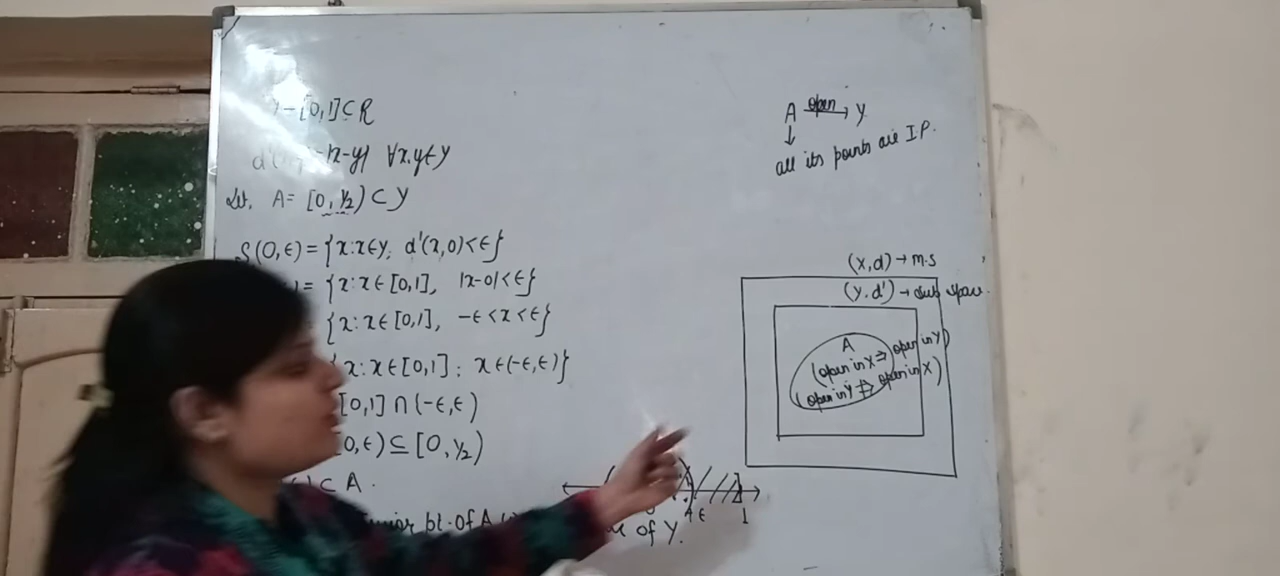 [0,1]⊂R
|x-y| ∀x,y∈Y
Let, A= [0, 1/2) ⊂ Y
S(0,ε) = {x:x∈Y; d'(x,0)<ε}
= {x:x∈[0,1], |x-0|<ε}
{x:x∈[0,1], -ε<x<ε}
{x:x∈[0,1]; x∈(-ε,ε)}
[0,1] ∩ (-ε,ε)
[0,ε) ⊆ [0,1/2)
⊂ A.
pt. of A
of Y.
ε
1
A open→ Y
↓
all its points are I.P.
(X,d) → m.s
(Y,d') → sub space.
A
(open in X ⇒ open in Y)
(open in Y ⇏ open in X)